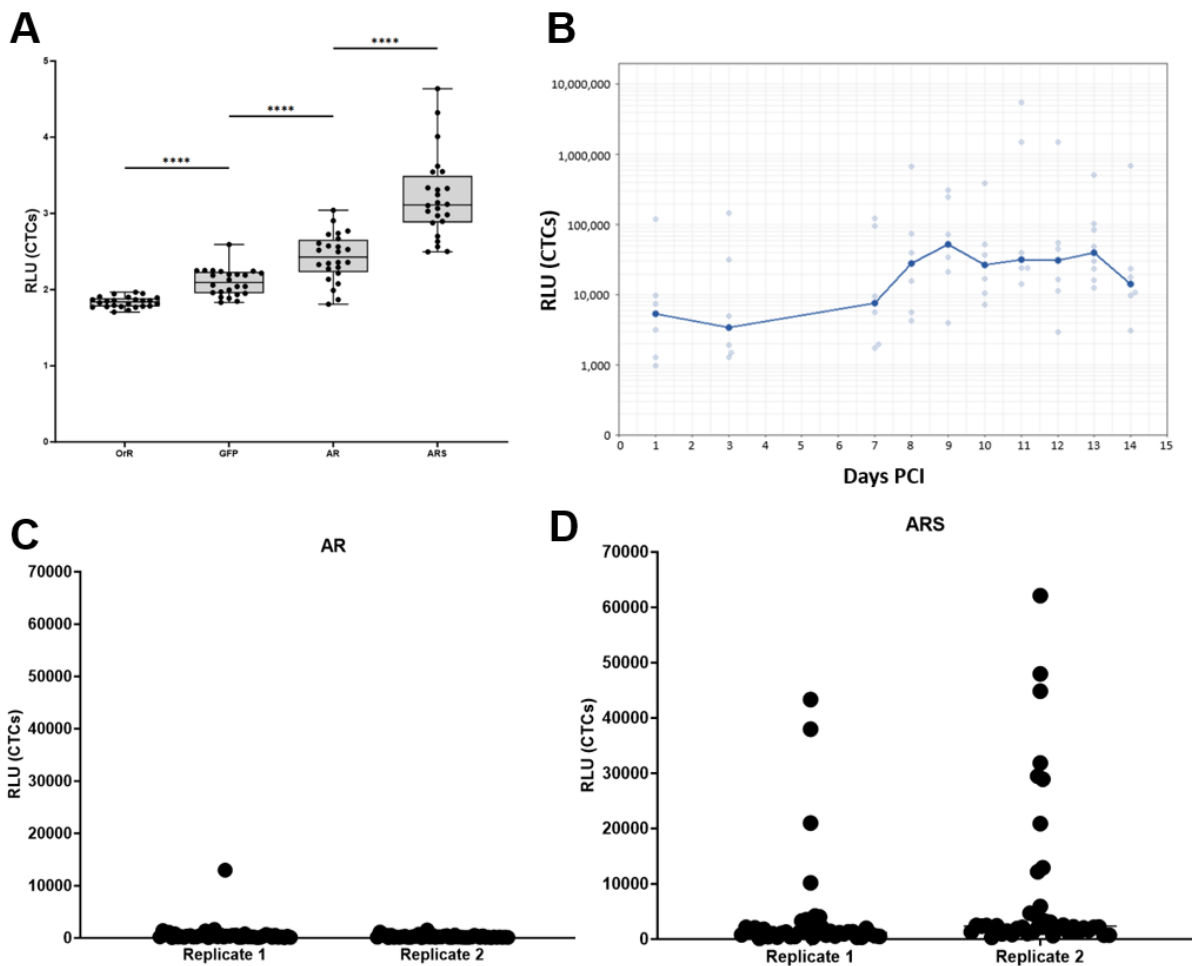 A
RLU (CTCs)
5
4
3
2
1
0
****
****
****
OrR GFP AR ARS
B
RLU (CTCs)
10,000,000
1,000,000
100,000
10,000
1,000
0
0 1 2 3 4 5 6 7 8 9 10 11 12 13 14 15
Days PCI
C
AR
RLU (CTCs)
70000
60000
50000
40000
30000
20000
10000
0
Replicate 1 Replicate 2
D
ARS
RLU (CTCs)
70000
60000
50000
40000
30000
20000
10000
0
Replicate 1 Replicate 2